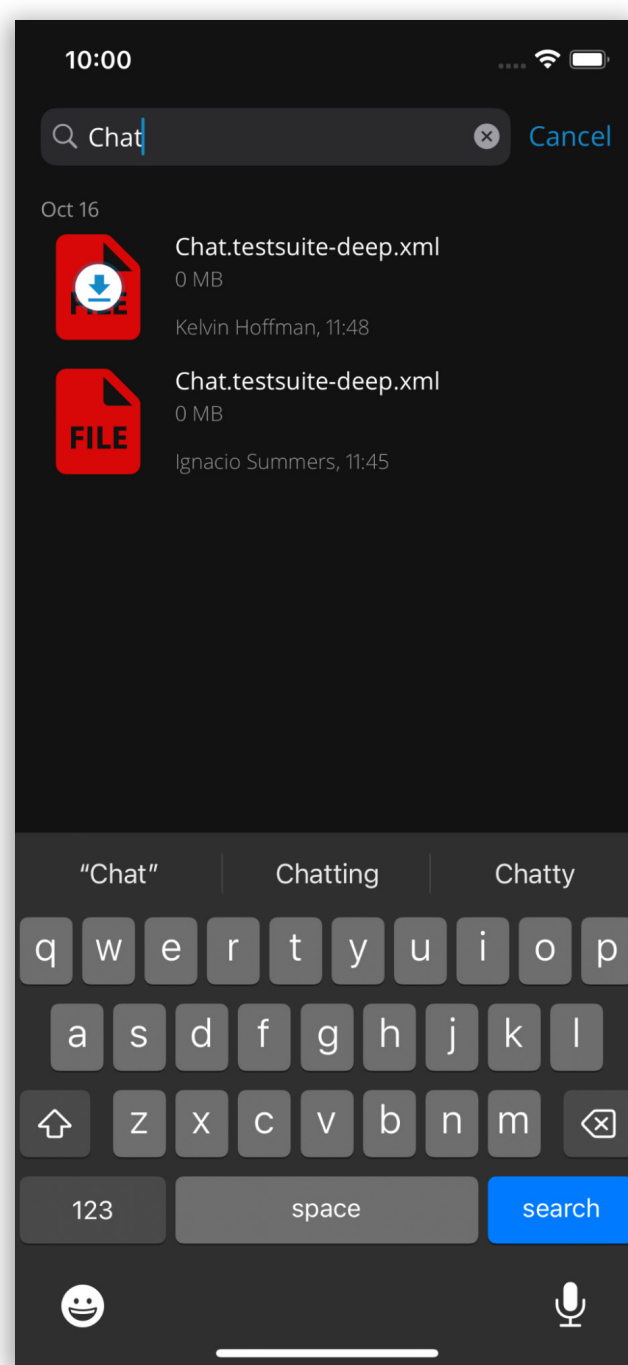 10:00
Chat
Cancel
Oct 16
Chat.testsuite-deep.xml
0 MB
Kelvin Hoffman, 11:48
FILE
Chat.testsuite-deep.xml
0 MB
FILE
Ignacio Summers, 11:45
“Chat” Chatting Chatty
q w e r t y u i o p
a s d f g h j k l
z x c v b n m
123 space search